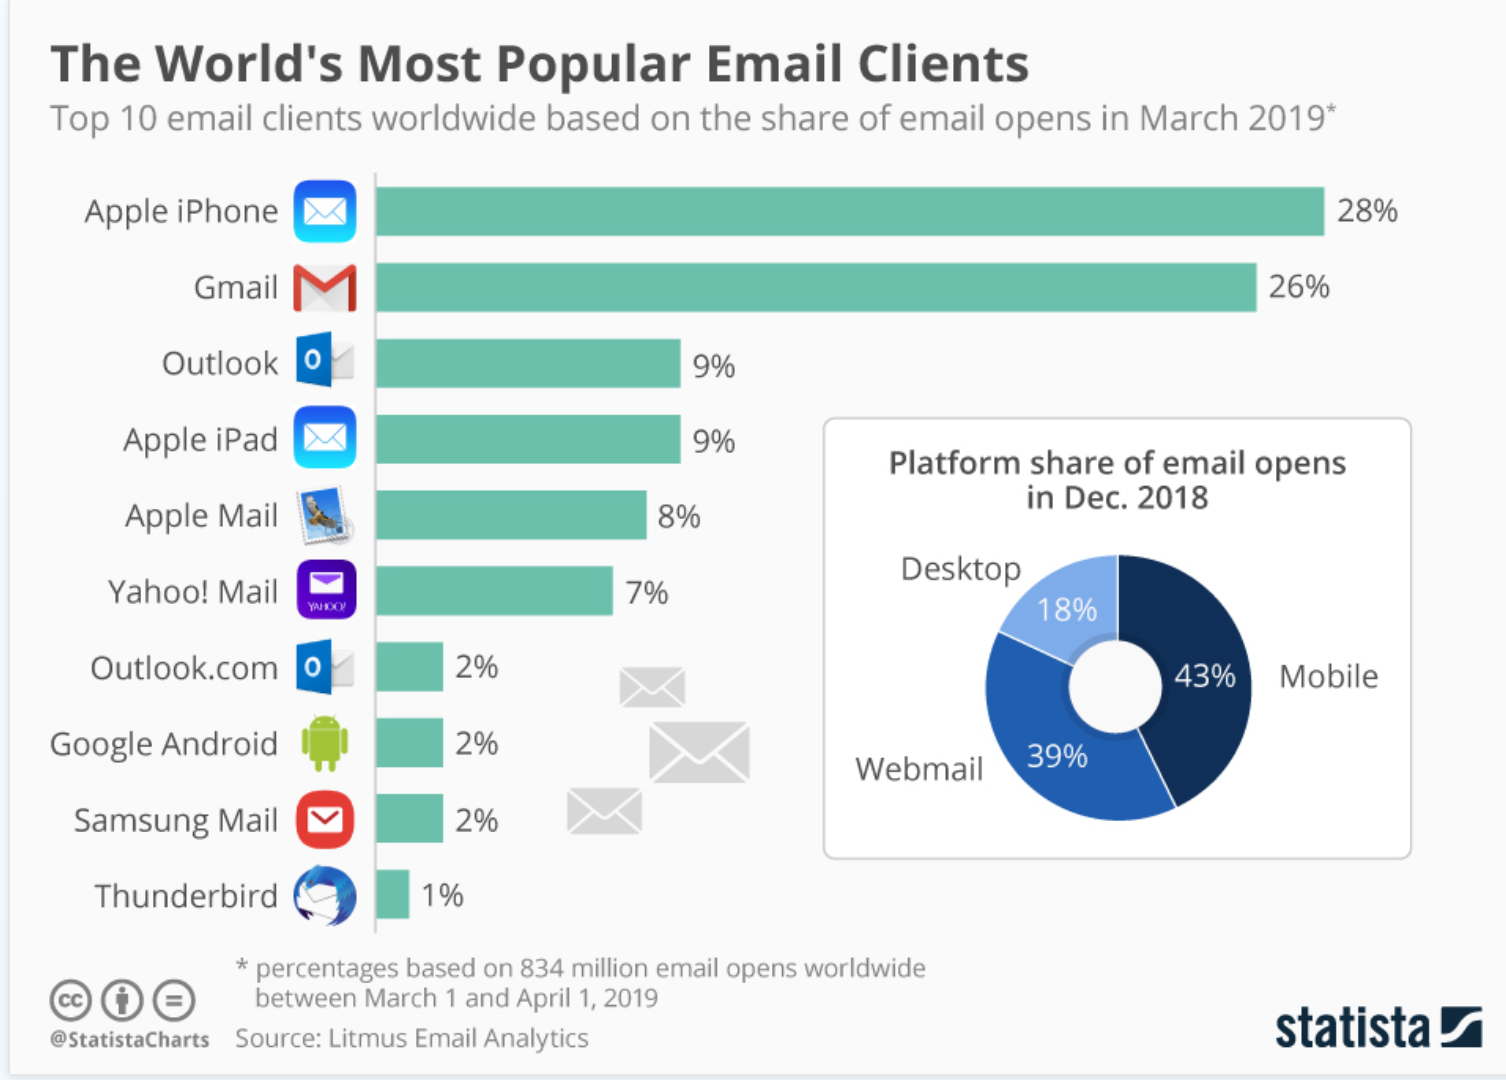 The World's Most Popular Email Clients
Top 10 email clients worldwide based on the share of email opens in March 2019*
Apple iPhone 28%
Gmail 26%
Outlook 9%
Apple iPad 9%
Apple Mail 8%
Yahoo! Mail YAHOO! 7%
Outlook.com 2%
Google Android 2%
Samsung Mail 2%
Thunderbird 1%
Platform share of email opens
in Dec. 2018
Desktop
18%
43% Mobile
39%
Webmail
* percentages based on 834 million email opens worldwide
between March 1 and April 1, 2019
@StatistaCharts Source: Litmus Email Analytics
statista